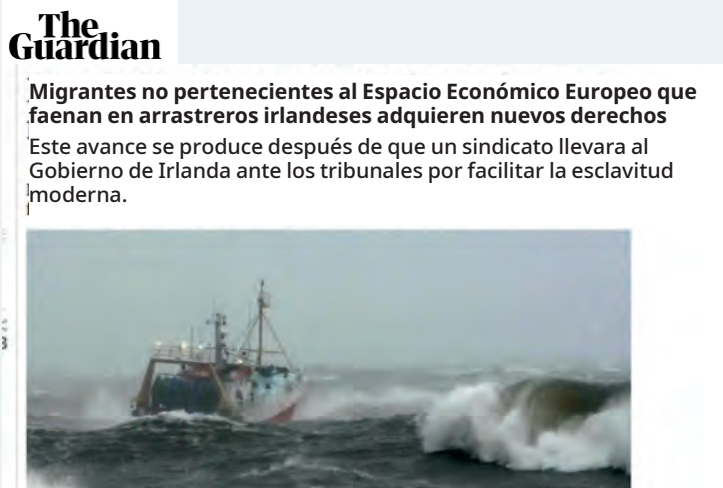 The
Guardian
Migrantes no pertenecientes al Espacio Económico Europeo que
faenan en arrastreros irlandeses adquieren nuevos derechos
Este avance se produce después de que un sindicato llevara al
Gobierno de Irlanda ante los tribunales por facilitar la esclavitud
moderna.